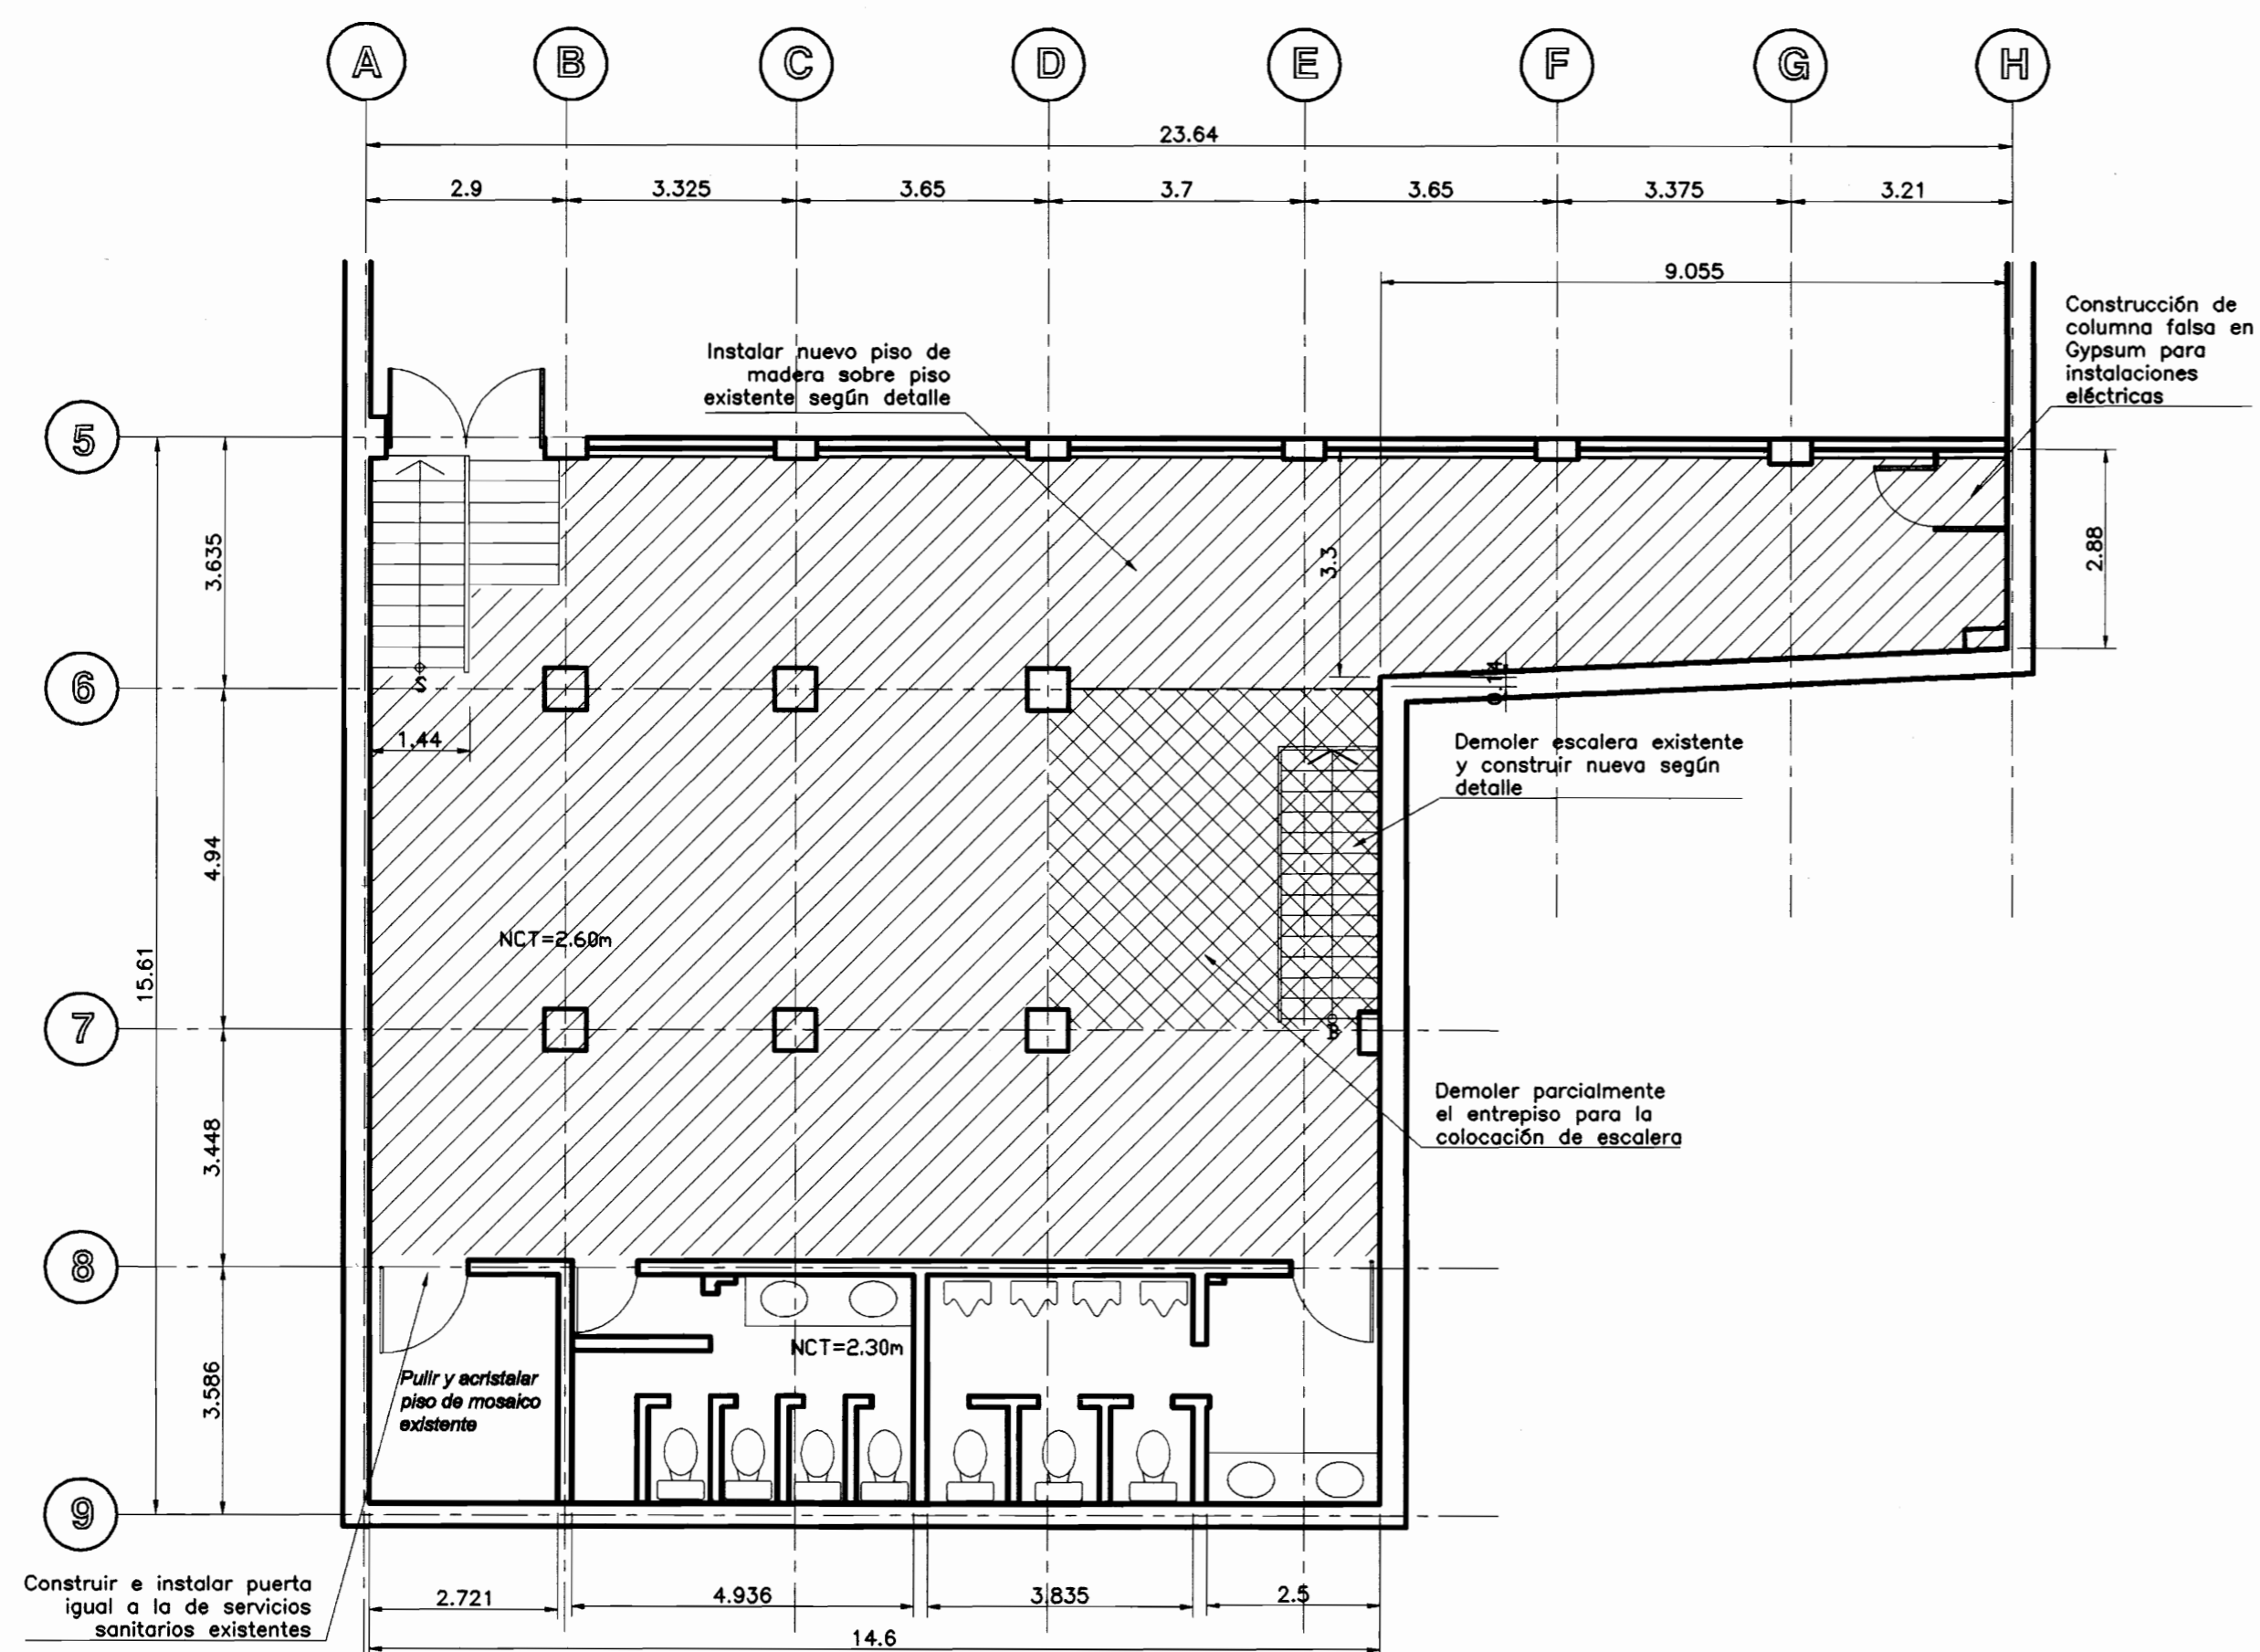 A B C D E F G H
23.64
2.9 3.325 3.65 3.7 3.65 3.375 3.21
9.055
Construcción de
columna falsa en
Gypsum para
instalaciones
eléctricas
Instalar nuevo piso de
madera sobre piso
existente según detalle
5
3.635
3.3
2.88
6
S
0.14
1.44
Demoler escalera existente
y construir nueva según
detalle
4.94
NCT=2.60m
15.61
7
B
Demoler parcialmente
el entrepiso para la
colocación de escalera
3.448
8
NCT=2.30m
3.586
Pulir y acristalar
piso de mosaico
existente
9
Construir e instalar puerta
igual a la de servicios
sanitarios existentes
2.721 4.936 3.835 2.5
14.6